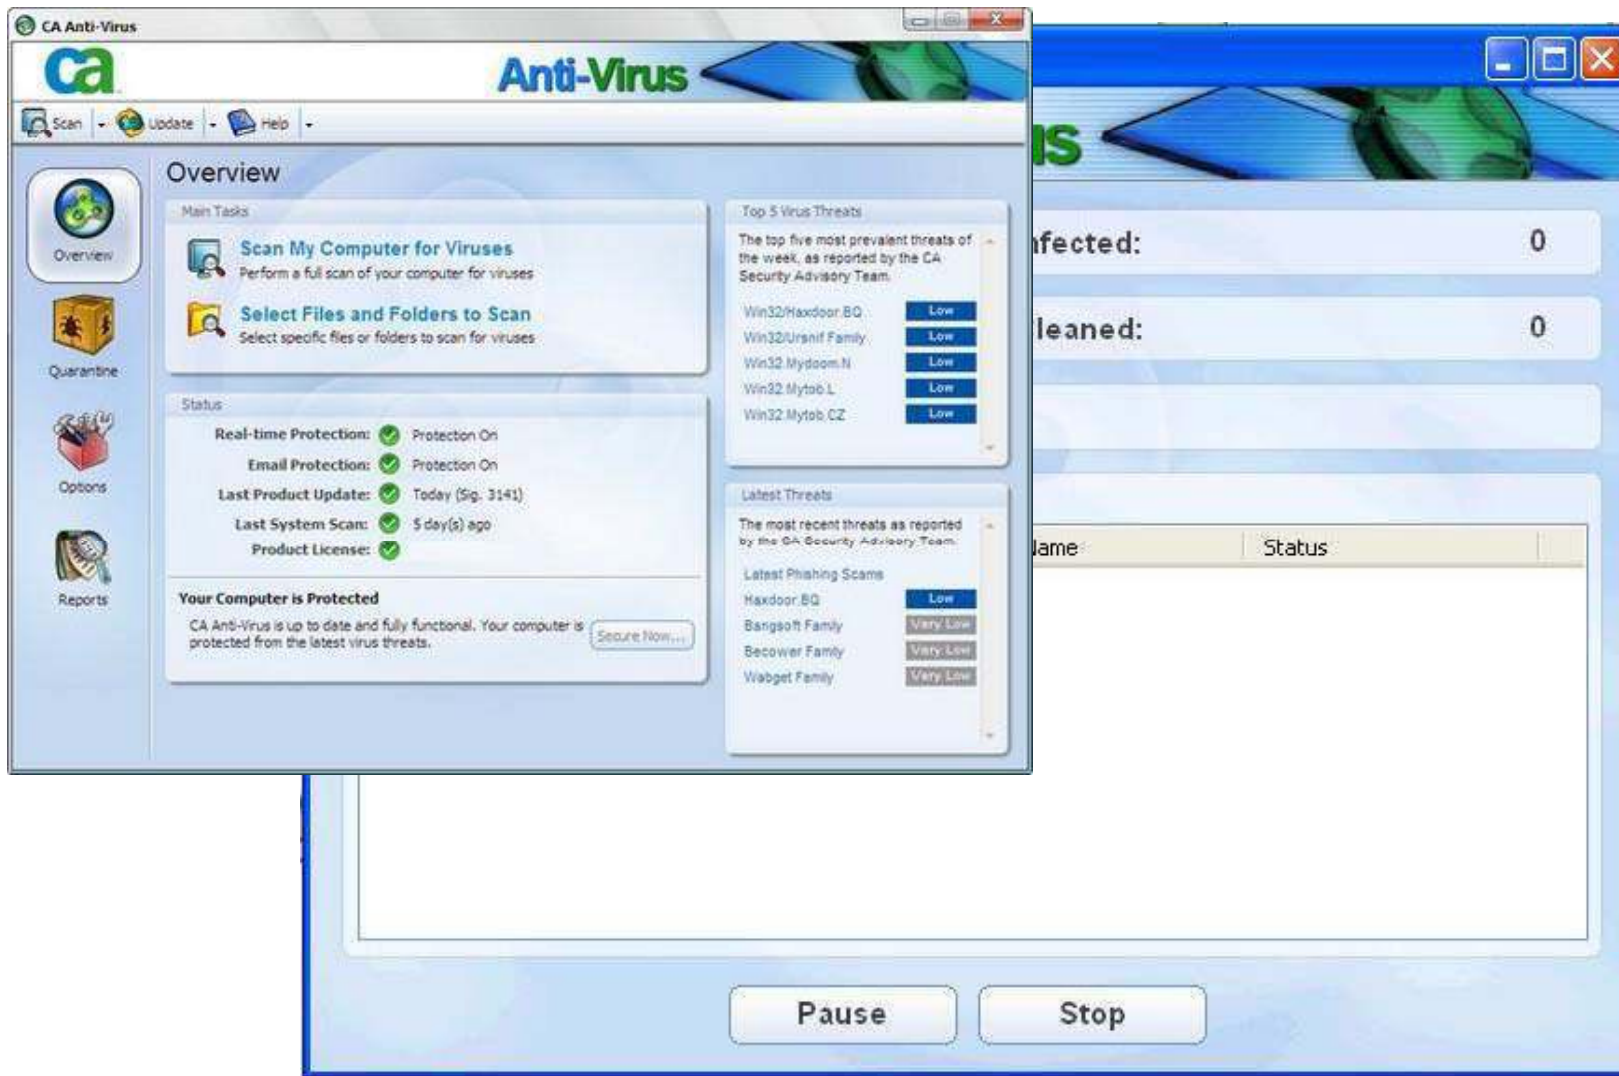 CA Anti-Virus
ca
Anti-Virus
Scan
Update
Help
Overview
Quarantine
Options
Reports
Overview
Main Tasks
Scan My Computer for Viruses
Perform a full scan of your computer for viruses
Select Files and Folders to Scan
Select specific files or folders to scan for viruses
Status
Real-time Protection: Protection On
Email Protection: Protection On
Last Product Update: Today (Sig. 3141)
Last System Scan: 5 day(s) ago
Product License:
Your Computer is Protected
CA Anti-Virus is up to date and fully functional. Your computer is
protected from the latest virus threats.
Secure Now...
Top 5 Virus Threats
The top five most prevalent threats of
the week, as reported by the CA
Security Advisory Team.
Win32/Haxdoor.BQ Low
Win32/Ursnif Family Low
Win32.Mydoom.N Low
Win32.Mytob.L Low
Win32.Mytob.CZ Low
Latest Threats
The most recent threats as reported
by the CA Security Advisory Team.
Latest Phishing Scams
Haxdoor.BQ Low
Bangsoft Family Very Low
Becower Family Very Low
Wabget Family Very Low
us
nfected: 0
leaned: 0
Name Status
Pause Stop